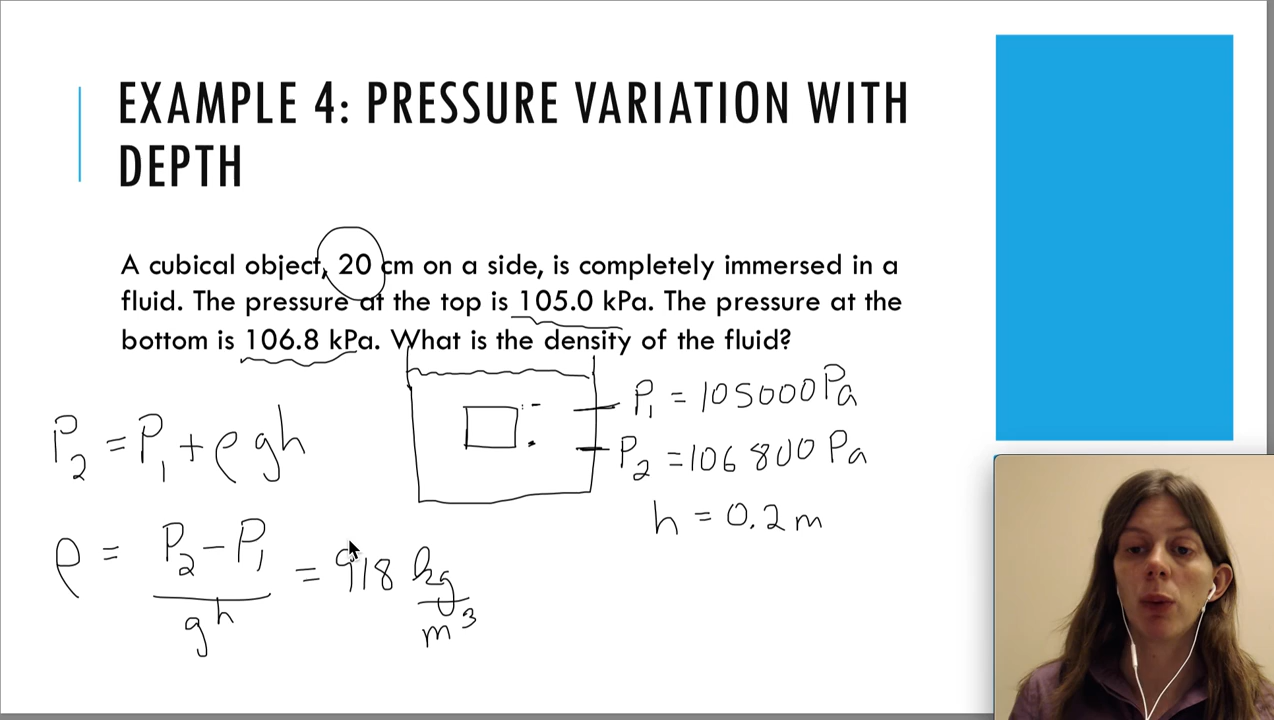 EXAMPLE 4: PRESSURE VARIATION WITH
DEPTH
A cubical object, 20 cm on a side, is completely immersed in a
fluid. The pressure at the top is 105.0 kPa. The pressure at the
bottom is 106.8 kPa. What is the density of the fluid?
P₁ = 105000 Pa
P₂ = P₁ + ρgh
P₂ = 106800 Pa
h = 0.2 m
ρ = (P₂ - P₁)/(gh) = 918 kg/m³